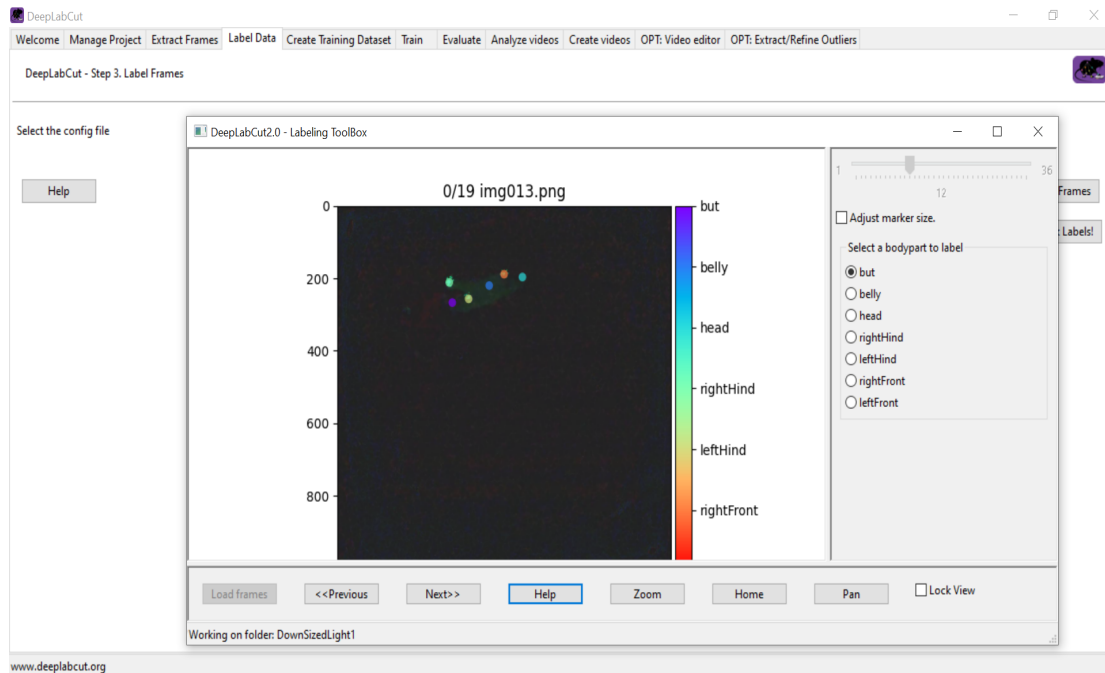 DeepLabCut
Welcome Manage Project Extract Frames Label Data Create Training Dataset Train Evaluate Analyze videos Create videos OPT: Video editor OPT: Extract/Refine Outliers
DeepLabCut - Step 3. Label Frames
Select the config file
Help
DeepLabCut2.0 - Labeling ToolBox
0/19 img013.png
0
200
400
600
800
but
belly
head
rightHind
leftHind
rightFront
1 36
12
Adjust marker size.
Select a bodypart to label
but
belly
head
rightHind
leftHind
rightFront
leftFront
Frames
Labels!
Load frames <<Previous Next>> Help Zoom Home Pan Lock View
Working on folder: DownSizedLight1
www.deeplabcut.org